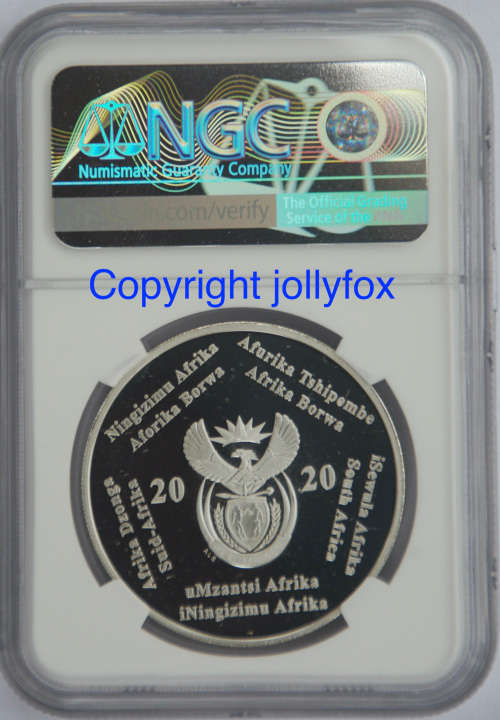 NGC
Numismatic Guaranty Company
.com/verify
The Official Grading
Service of the
Copyright jollyfox
Ningizimu Afrika
Aforika Borwa
Afurika Tshipembe
Afrika Borwa
iSewula Afrika
South Africa
uMzantsi Afrika
iNingizimu Afrika
Afrika Dzonga
Suid-Afrika
20 20